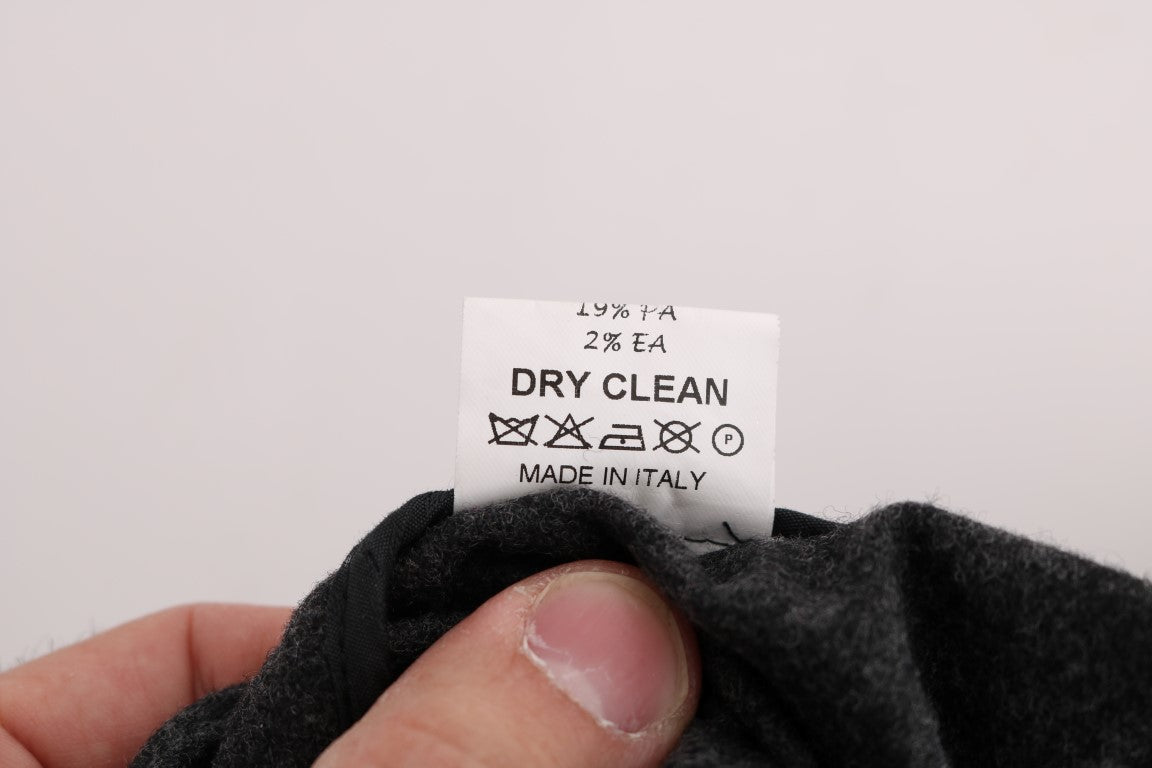 19% PA
2% EA
DRY CLEAN
P
MADE IN ITALY